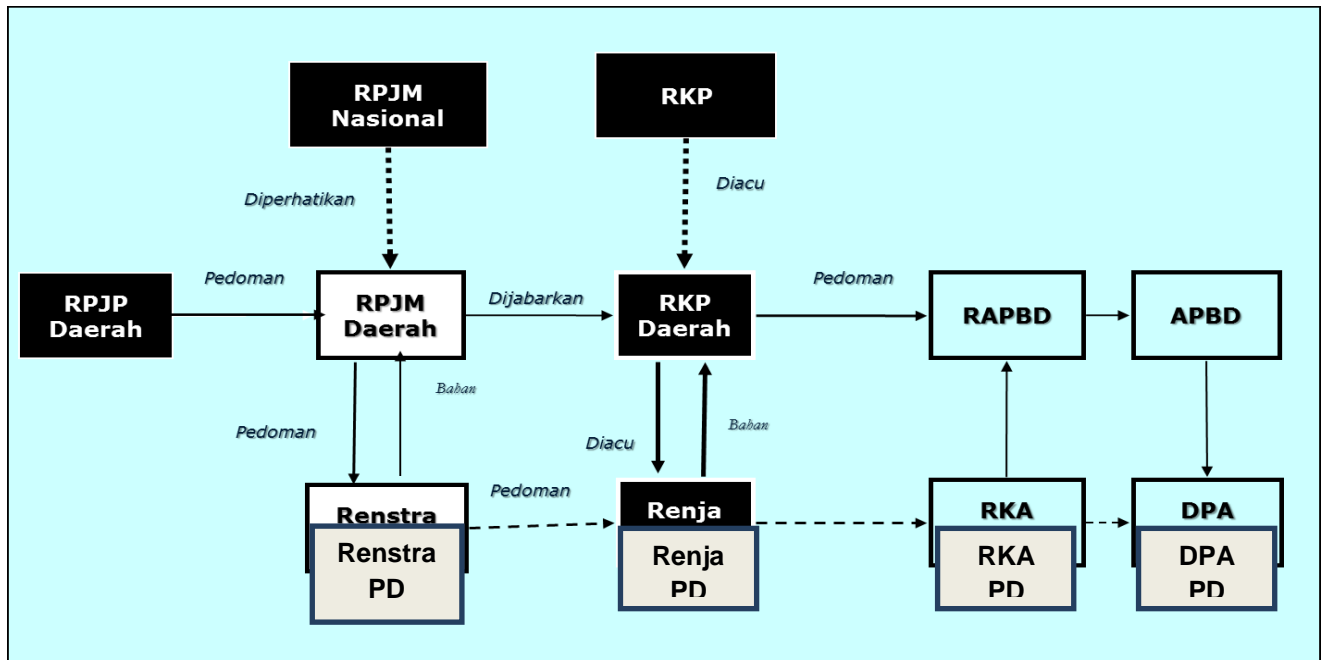 RPJM
Nasional
RKP
Diperhatikan
Diacu
RPJP
Daerah
Pedoman
RPJM
Daerah
Dijabarkan
RKP
Daerah
Pedoman
RAPBD
APBD
Pedoman
Bahan
Diacu
Bahan
Renstra
Renstra
PD
Pedoman
Renja
Renja
PD
RKA
RKA
PD
DPA
DPA
PD